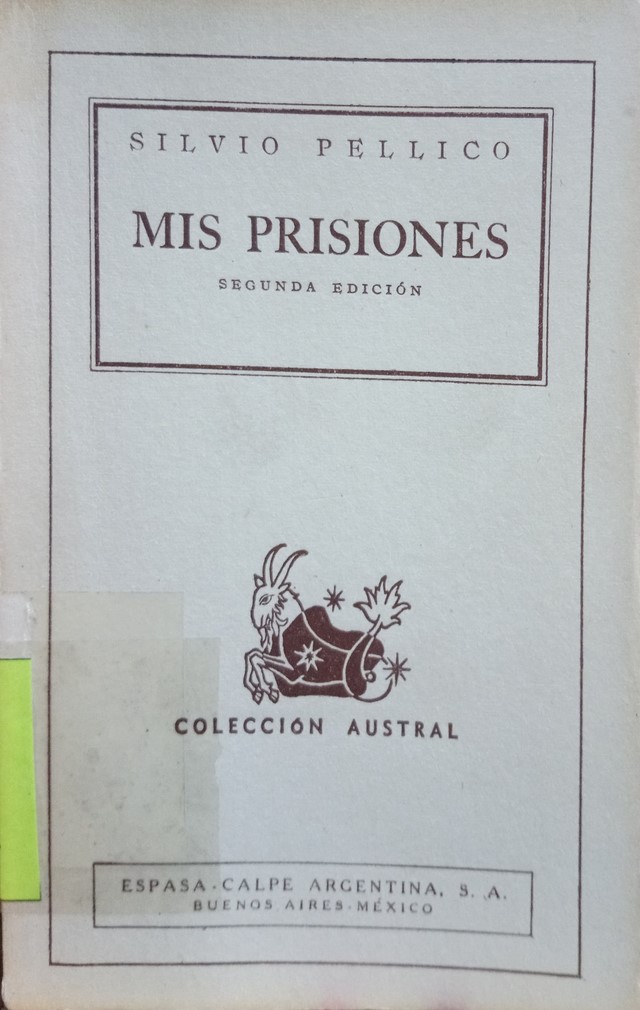 SILVIO PELLICO
MIS PRISIONES
SEGUNDA EDICIÓN
COLECCIÓN AUSTRAL
ESPASA-CALPE ARGENTINA, S. A.
BUENOS AIRES-MÉXICO